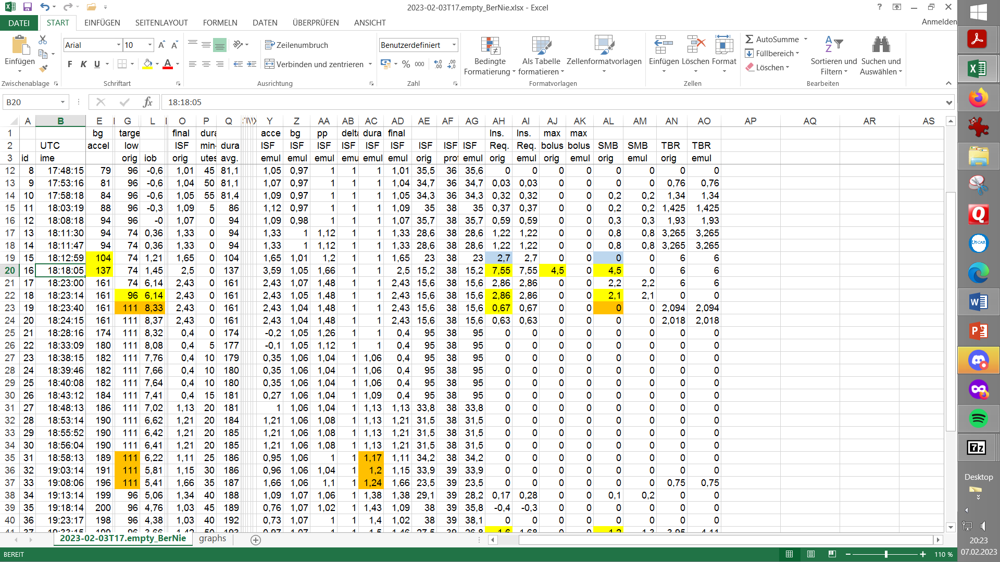 2023-02-03T17.empty_BerNie.xlsx - Excel
DATEI START EINFÜGEN SEITENLAYOUT FORMELN DATEN ÜBERPRÜFEN ANSICHT Anmelden
Arial 10 Zeilenumbruch Benutzerdefiniert
Einfügen F K U Verbinden und zentrieren % 000
Bedingte Formatierung Als Tabelle formatieren Zellenformatvorlagen Einfügen Löschen Format
AutoSumme Füllbereich Löschen Sortieren und Filtern Suchen und Auswählen
Zwischenablage Schriftart Ausrichtung Zahl Formatvorlagen Zellen Bearbeiten
B20 fx 18:18:05
A B E G L O P Q Y Z AA AB AC AD AE AF AG AH AI AJ AK AL AM AN AO AP AQ AR AS
1 bg targe final dura acce bg pp delta dura final Ins. Ins. max max
2 UTC accel low ISF min- dura ISF ISF ISF ISF ISF ISF ISF ISF ISF Req. Req. bolus bolus SMB SMB TBR TBR
3 id ime orig iob orig utes avg. emul emul emul emu emul emul orig prof emul orig emul orig emul orig emul orig emul
12 8 17:48:15 79 96 -0,6 1,01 45 81,1 1,05 0,97 1 1 1 1,01 35,5 36 35,6 0 0 0 0 0 0 0 0
13 9 17:53:16 81 96 -0,6 1,04 50 81,1 1,07 0,97 1 1 1 1,04 34,7 36 34,7 0,03 0,03 0 0 0 0 0,76 0,76
14 10 17:58:18 84 96 -0,6 1,05 55 81,4 1,09 0,97 1 1 1 1,05 34,3 36 34,3 0,32 0,32 0 0 0,2 0,2 1,34 1,34
15 11 18:03:19 88 96 -0,3 1,09 5 86 1,12 0,97 1 1 1 1,09 35 38 35 0,37 0,37 0 0 0,2 0,2 1,425 1,425
16 12 18:08:18 94 96 -0 1,07 0 94 1,09 0,98 1 1 1 1,07 35,7 38 35,7 0,59 0,59 0 0 0,3 0,3 1,93 1,93
17 13 18:11:30 94 74 0,36 1,33 0 94 1,33 1 1,12 1 1 1,33 28,6 38 28,6 1,22 1,22 0 0 0,8 0,8 3,265 3,265
18 14 18:11:47 94 74 0,36 1,33 0 94 1,33 1 1,12 1 1 1,33 28,6 38 28,6 1,22 1,22 0 0 0,8 0,8 3,265 3,265
19 15 18:12:59 104 74 1,21 1,65 0 104 1,65 1,01 1,2 1 1 1,65 23 38 23 2,7 2,7 0 0 0 0 6 6
20 16 18:18:05 137 74 1,45 2,5 0 137 3,59 1,05 1,66 1 1 2,5 15,2 38 15,2 7,55 7,55 4,5 0 4,5 0 6 6
21 17 18:23:00 161 74 6,14 2,43 0 161 2,43 1,07 1,48 1 1 2,43 15,6 38 15,6 2,86 2,86 0 0 2,2 2,2 6 6
22 18 18:23:14 161 96 6,14 2,43 0 161 2,43 1,05 1,48 1 1 2,43 15,6 38 15,6 2,86 2,86 0 0 2,1 2,1 0 0
23 19 18:23:40 161 111 8,33 2,43 0 161 2,43 1,04 1,48 1 1 2,43 15,6 38 15,6 0,67 0,67 0 0 0 0 2,094 2,094
24 20 18:24:15 161 111 8,37 2,43 0 161 2,43 1,04 1,48 1 1 2,43 15,6 38 15,6 0,63 0,63 0 0 0 0 2,018 2,018
25 21 18:28:16 174 111 8,32 0,4 0 174 -0,2 1,05 1,26 1 1 0,4 95 38 95 0 0 0 0 0 0 0 0
26 22 18:33:09 180 111 8,08 0,4 5 177 -0,1 1,05 1,12 1 1 0,4 95 38 95 0 0 0 0 0 0 0 0
27 23 18:38:15 182 111 7,76 0,4 10 179 0,35 1,06 1,04 1 1,06 0,4 95 38 95 0 0 0 0 0 0 0 0
28 24 18:39:46 182 111 7,66 0,4 10 180 0,35 1,06 1,04 1 1,06 0,4 95 38 95 0 0 0 0 0 0 0 0
29 25 18:40:08 182 111 7,64 0,4 10 180 0,35 1,06 1,04 1 1,06 0,4 95 38 95 0 0 0 0 0 0 0 0
30 26 18:43:12 184 111 7,41 0,4 15 181 0,27 1,06 1,04 1 1,09 0,4 95 38 95 0 0 0 0 0 0 0 0
31 27 18:48:13 186 111 7,02 1,13 20 181 1 1,06 1,04 1 1,13 1,13 33,8 38 33,8 0 0 0 0 0 0 0 0
32 28 18:53:14 190 111 6,62 1,21 20 184 1,21 1,06 1,08 1 1,13 1,21 31,5 38 31,5 0 0 0 0 0 0 0 0
33 29 18:55:52 190 111 6,42 1,21 20 185 1,21 1,06 1,08 1 1,13 1,21 31,5 38 31,5 0 0 0 0 0 0 0 0
34 30 18:56:04 190 111 6,41 1,21 20 185 1,21 1,06 1,08 1 1,13 1,21 31,5 38 31,5 0 0 0 0 0 0 0 0
35 31 18:58:13 189 111 6,22 1,11 25 186 0,95 1,06 1 1 1,17 1,11 34,2 38 34,2 0 0 0 0 0 0 0 0
36 32 19:03:14 191 111 5,81 1,15 30 186 0,96 1,06 1,04 1 1,2 1,15 33,9 39 33,9 0 0 0 0 0 0 0 0
37 33 19:08:06 196 111 5,41 1,66 35 187 1,66 1,06 1,1 1 1,24 1,66 23,5 39 23,5 0 0 0 0 0 0 0,75 0,75
38 34 19:13:14 199 96 5,06 1,34 40 188 1,09 1,07 1,06 1 1,38 1,38 29,1 39 28,2 0,17 0,28 0 0 0,1 0,2 0 0
39 35 19:18:14 200 96 4,76 1,03 45 189 0,76 1,07 1,02 1 1,43 1,09 38 39 35,8 -0,4 -0,3 0 0 0 0 0 0
40 36 19:23:17 198 96 4,38 1,03 40 192 0,73 1,07 1 1 1,4 1,02 38 39 38,1 0 0 0 0 0 0 0 0
2023-02-03T17.empty_BerNie graphs
BEREIT 110 %
Desktop
20:23
07.02.2023